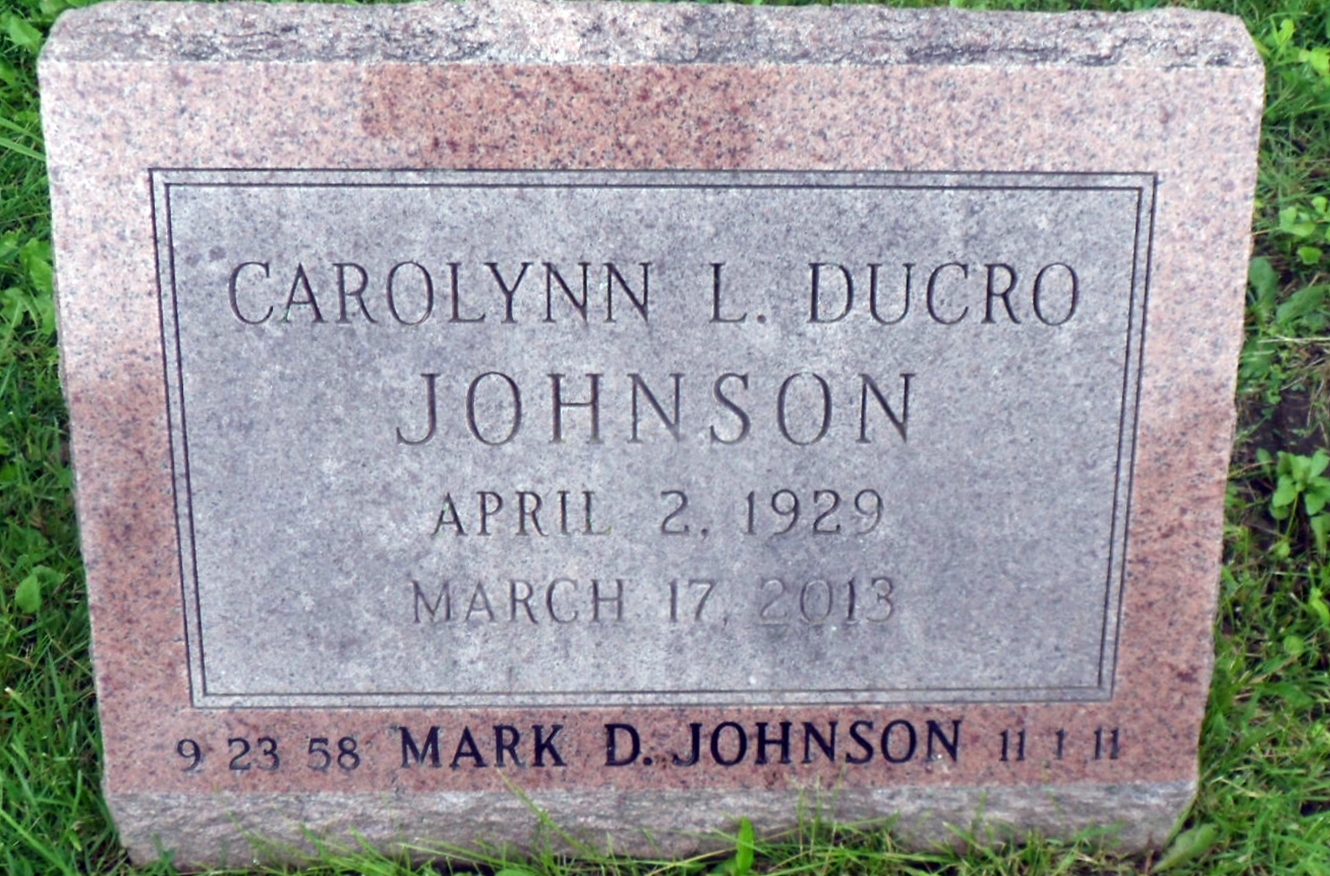 CAROLYNN L. DUCRO
JOHNSON
APRIL 2, 1929
MARCH 17, 2013
9 23 58 MARK D. JOHNSON 11 1 11